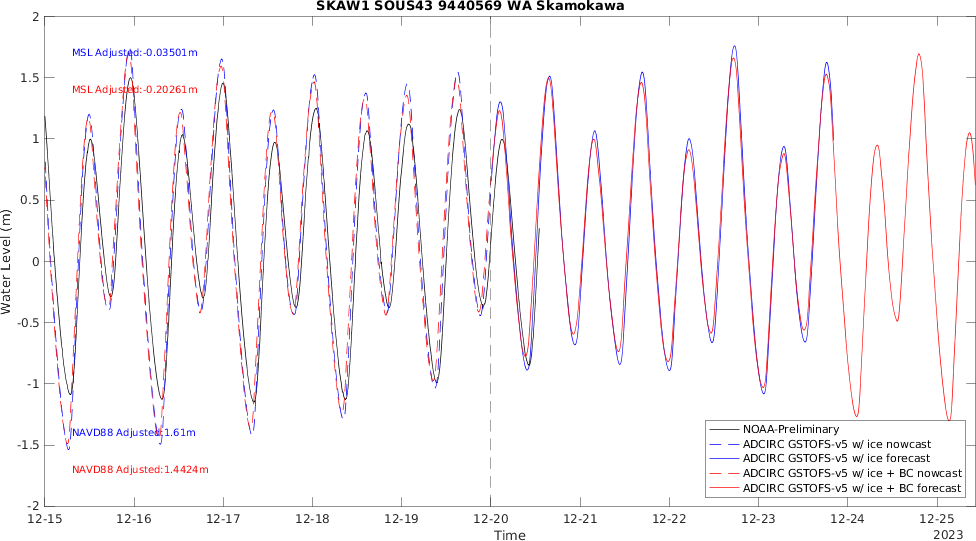 SKAW1 SOUS43 9440569 WA Skamokawa
2
1.5
1
0.5
0
-0.5
-1
-1.5
-2
Water Level (m)
MSL Adjusted:-0.03501m
MSL Adjusted:-0.20261m
NAVD88 Adjusted:1.61m
NAVD88 Adjusted:1.4424m
NOAA-Preliminary
ADCIRC GSTOFS-v5 w/ ice nowcast
ADCIRC GSTOFS-v5 w/ ice forecast
ADCIRC GSTOFS-v5 w/ ice + BC nowcast
ADCIRC GSTOFS-v5 w/ ice + BC forecast
12-15 12-16 12-17 12-18 12-19 12-20 12-21 12-22 12-23 12-24 12-25
Time
2023